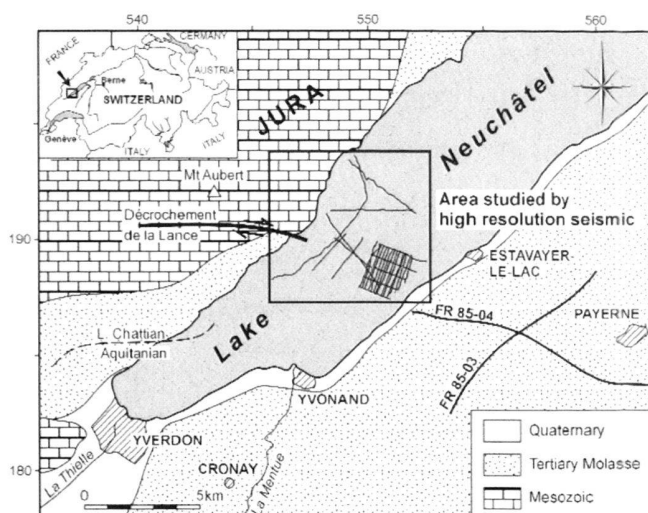 540
550
560
FRANCE
GERMANY
AUSTRIA
Berne
SWITZERLAND
Genève
ITALY
ITALY
JURA
Mt Aubert
Neuchâtel
Area studied by
high resolution seismic
Décrochement
de la Lance
190
ESTAVAYER-
LE-LAC
FR 85-04
PAYERNE
L. Chattian
Aquitanian
Lake
FR 85-03
YVONAND
YVERDON
Quaternary
La Thielle
CRONAY
La Mentue
Tertiary Molasse
180
0
5km
Mesozoic